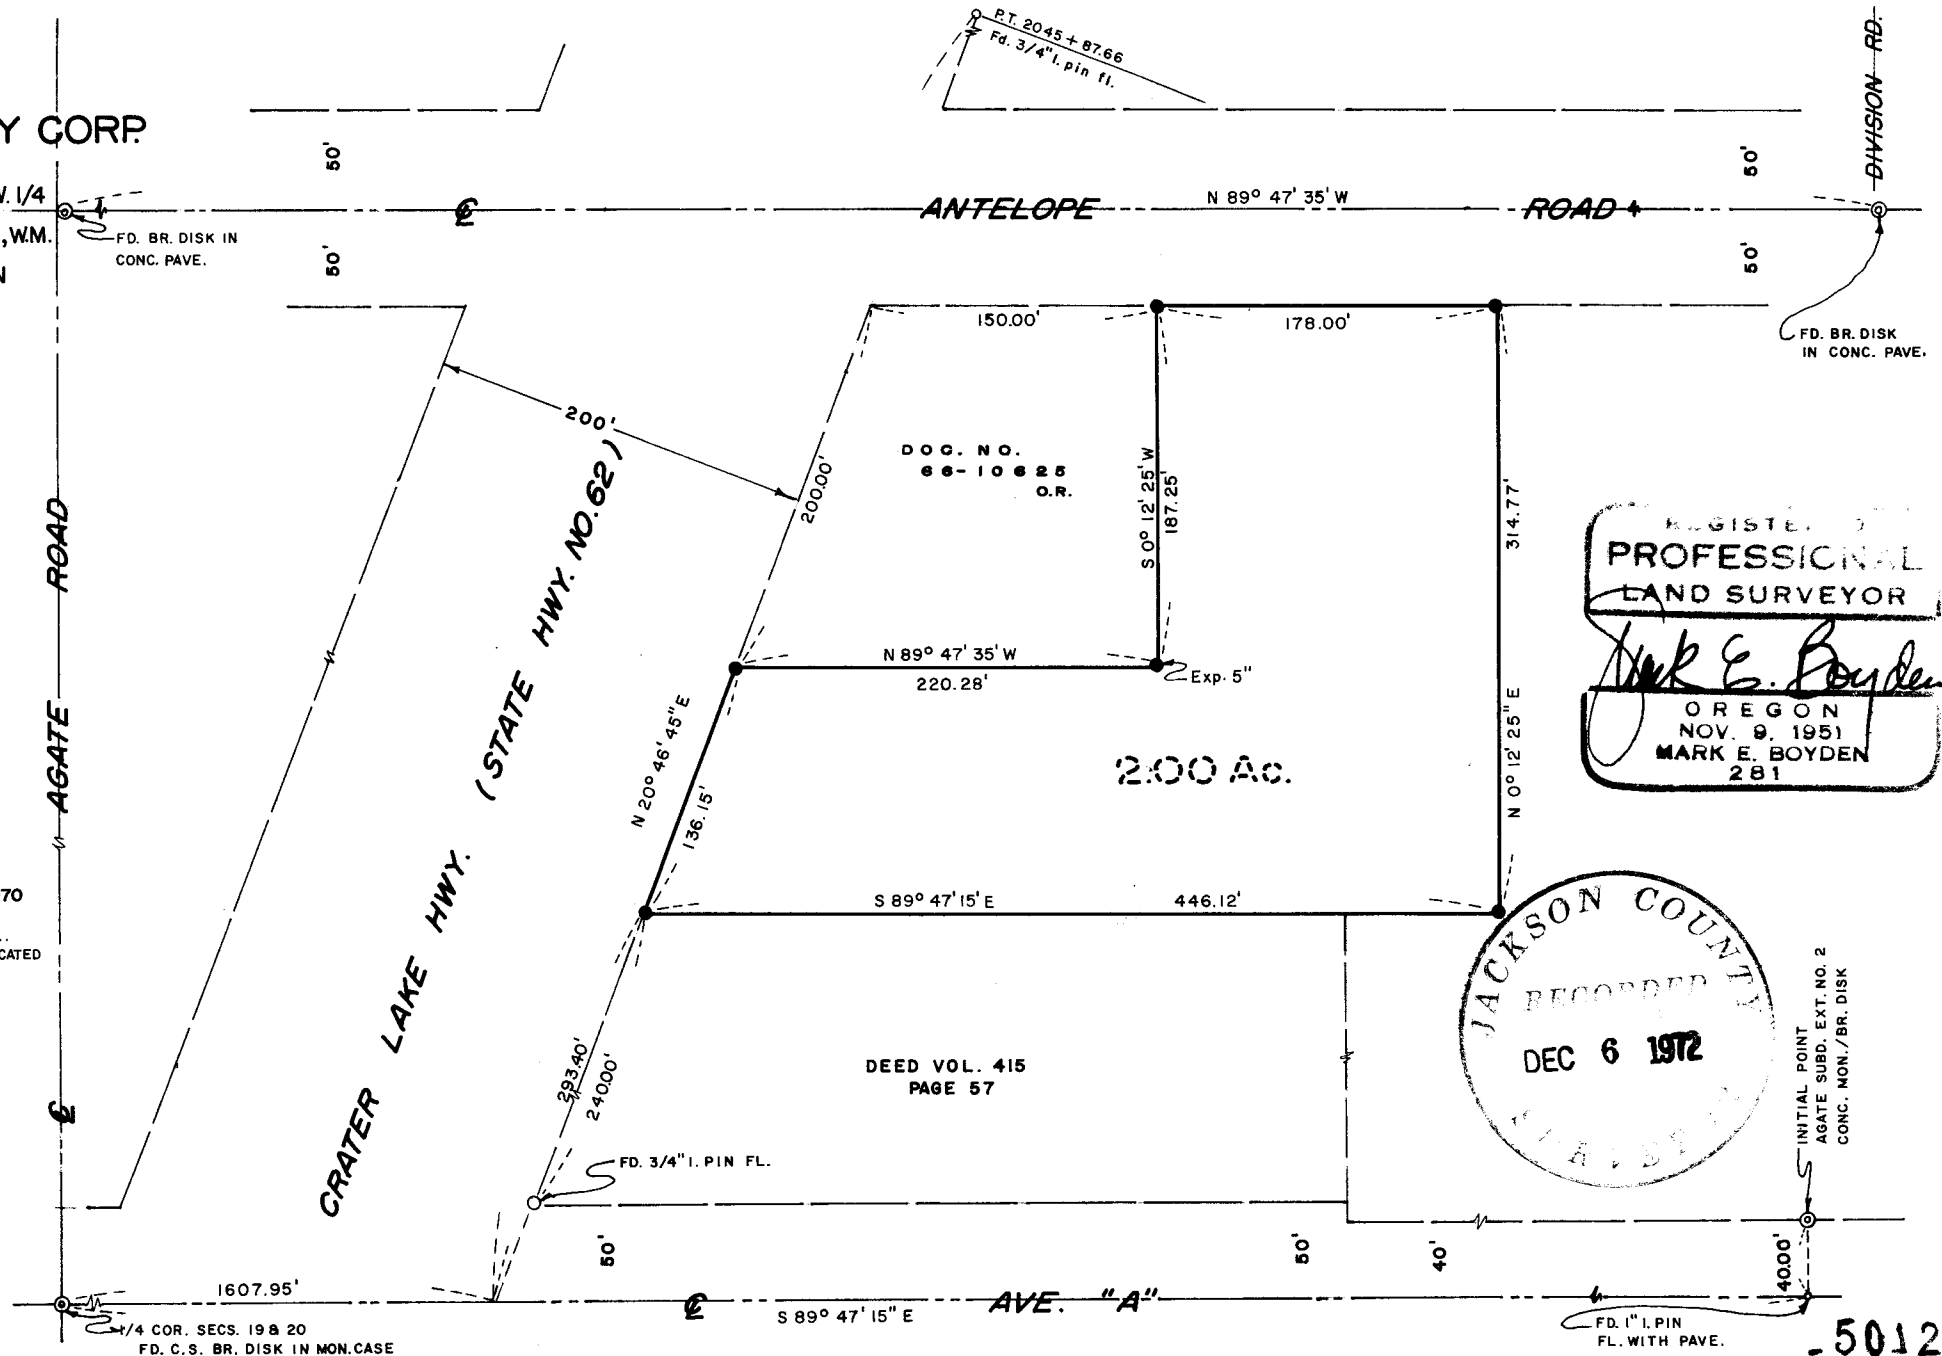 P.T. 2045 + 87.66
Fd. 3/4" I. pin fl.
DIVISION RD.
Y CORP.
50'
50'
W. 1/4
ANTELOPE
N 89° 47' 35' W
ROAD
,W.M.
FD. BR. DISK IN
CONC. PAVE.
N
50'
50'
150.00'
178.00'
FD. BR. DISK
IN CONC. PAVE.
200'
DOC. NO.
66-10625
O.R.
200.00'
S 0° 12' 25' W
187.25'
314.77'
N 0° 12' 25" E
AGATE ROAD
CRATER LAKE HWY. (STATE HWY. NO. 62)
REGISTERED
PROFESSIONAL
LAND SURVEYOR
Mark E. Boyden
OREGON
NOV. 9, 1951
MARK E. BOYDEN
281
N 89° 47' 35' W
220.28'
Exp. 5"
N 20° 46' 45" E
136.15'
2.00 Ac.
70
CATED
S 89° 47' 15' E
446.12'
JACKSON COUNTY
RECORDED
DEC 6 1972
SURVEYOR
DEED VOL. 415
PAGE 57
293.40'
240.00'
INITIAL POINT
AGATE SUBD. EXT. NO. 2
CONC. MON./BR. DISK
FD. 3/4" I. PIN FL.
50'
50'
40'
40.00'
1607.95'
S 89° 47' 15" E
AVE. "A"
1/4 COR. SECS. 19 & 20
FD. C.S. BR. DISK IN MON. CASE
FD. 1" I. PIN
FL. WITH PAVE.
-5012